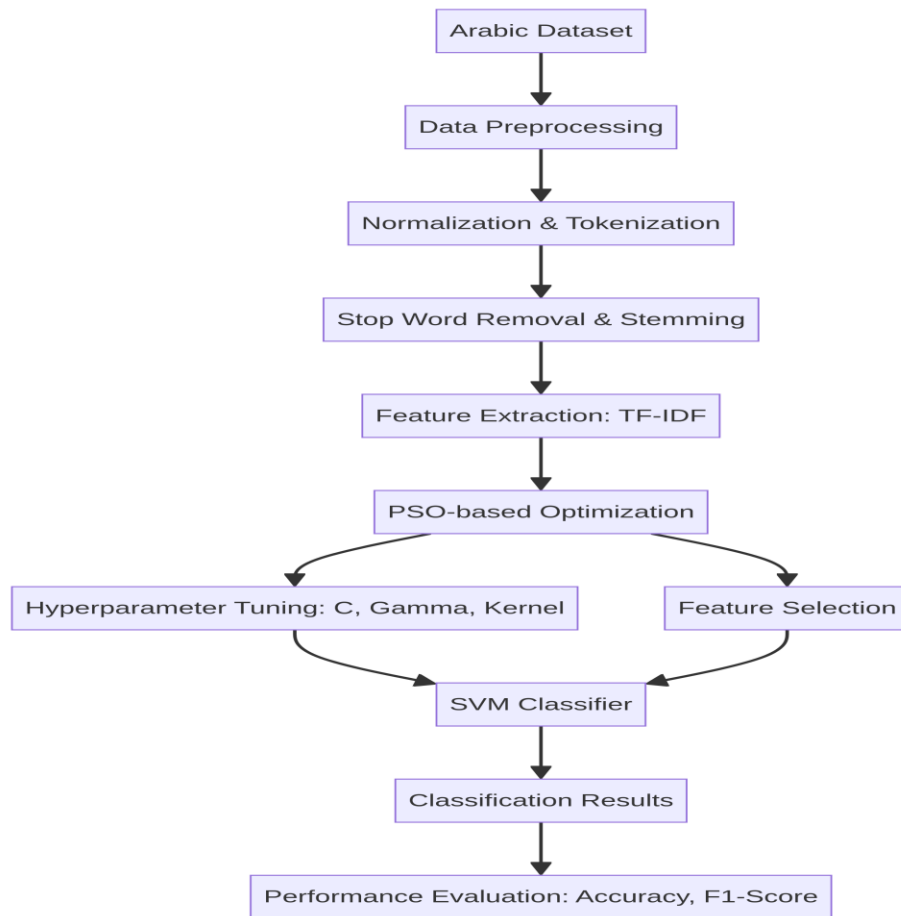 Arabic Dataset
Data Preprocessing
Normalization & Tokenization
Stop Word Removal & Stemming
Feature Extraction: TF-IDF
PSO-based Optimization
Hyperparameter Tuning: C, Gamma, Kernel
Feature Selection
SVM Classifier
Classification Results
Performance Evaluation: Accuracy, F1-Score